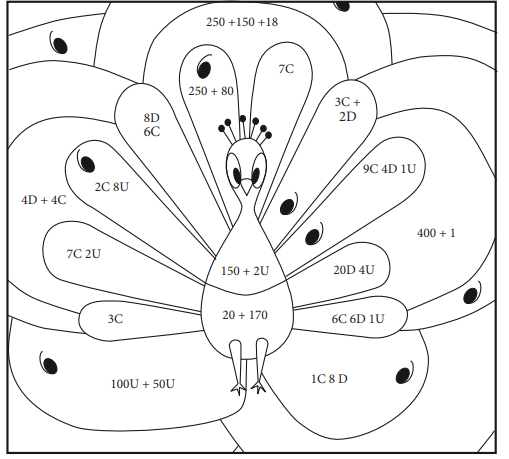 250 +150 +18
7C
250 + 80
3C +
2D
8D
6C
9C 4D 1U
2C 8U
4D + 4C
400 + 1
7C 2U
150 + 2U
20D 4U
20 + 170
3C
6C 6D 1U
1C 8 D
100U + 50U